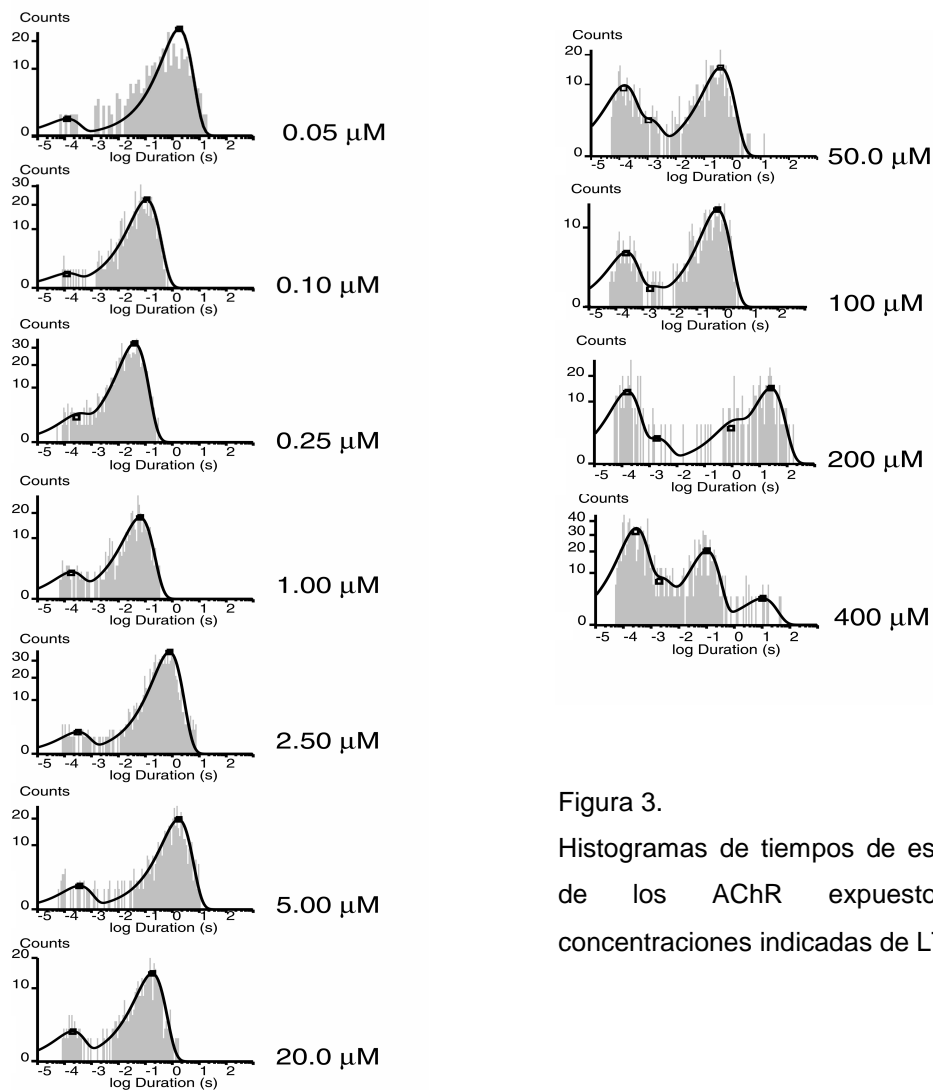 Counts
20
10
0
-5 -4 -3 -2 -1 0 1 2
log Duration (s)
0.05 µM
Counts
30
20
10
0
-5 -4 -3 -2 -1 0 1 2
log Duration (s)
0.10 µM
Counts
30
20
10
0
-5 -4 -3 -2 -1 0 1 2
log Duration (s)
0.25 µM
Counts
20
10
0
-5 -4 -3 -2 -1 0 1 2
log Duration (s)
1.00 µM
Counts
30
20
10
0
-5 -4 -3 -2 -1 0 1 2
log Duration (s)
2.50 µM
Counts
20
10
0
-5 -4 -3 -2 -1 0 1 2
log Duration (s)
5.00 µM
Counts
20
10
0
-5 -4 -3 -2 -1 0 1 2
log Duration (s)
20.0 µM
Counts
20
10
0
-5 -4 -3 -2 -1 0 1 2
log Duration (s)
50.0 µM
Counts
10
0
-5 -4 -3 -2 -1 0 1 2
log Duration (s)
100 µM
Counts
20
10
0
-5 -4 -3 -2 -1 0 1 2
log Duration (s)
200 µM
Counts
40
30
20
10
0
-5 -4 -3 -2 -1 0 1 2
log Duration (s)
400 µM
Figura 3.
Histogramas de tiempos de es
de los AChR expuesto
concentraciones indicadas de